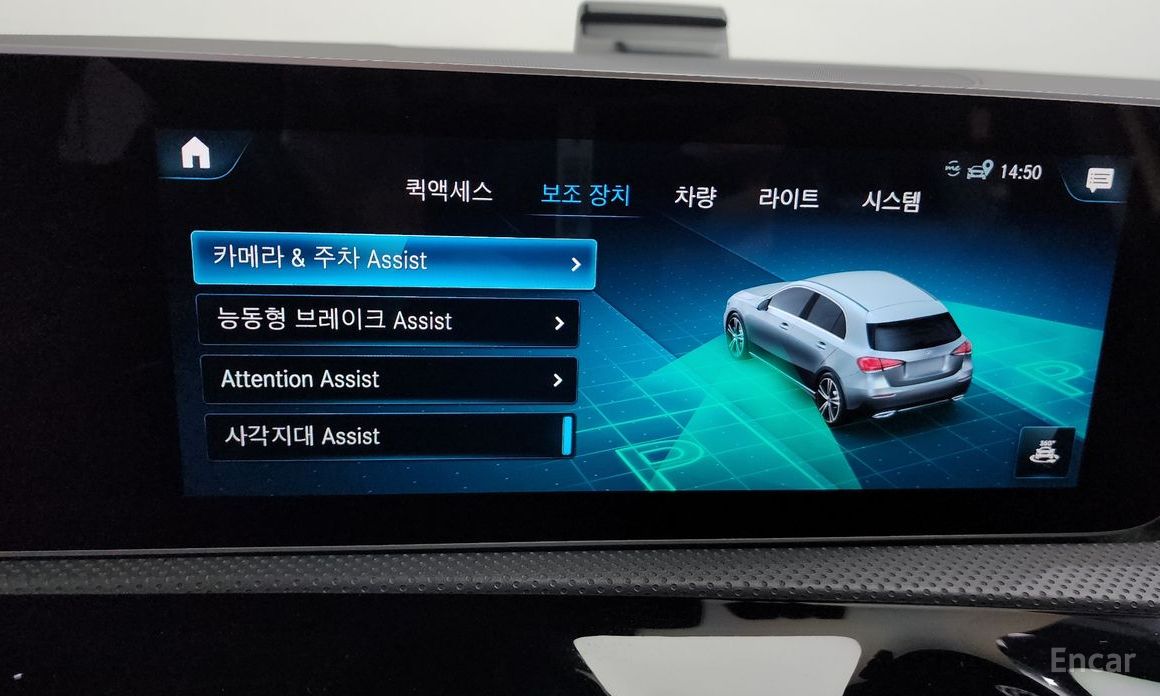 me 14:50
퀵액세스 보조 장치 차량 라이트 시스템
카메라 & 주차 Assist
능동형 브레이크 Assist
Attention Assist
사각지대 Assist
P
P
360°
Encar